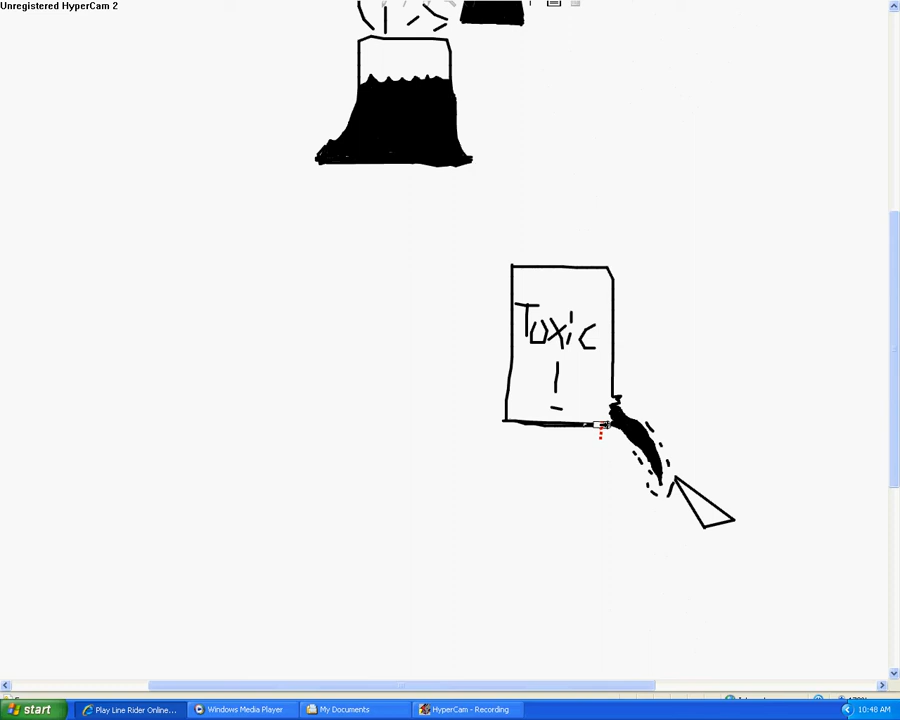 Unregistered HyperCam 2
Toxic
!
start
Play Line Rider Online...
Windows Media Player
My Documents
HyperCam - Recording
10:48 AM